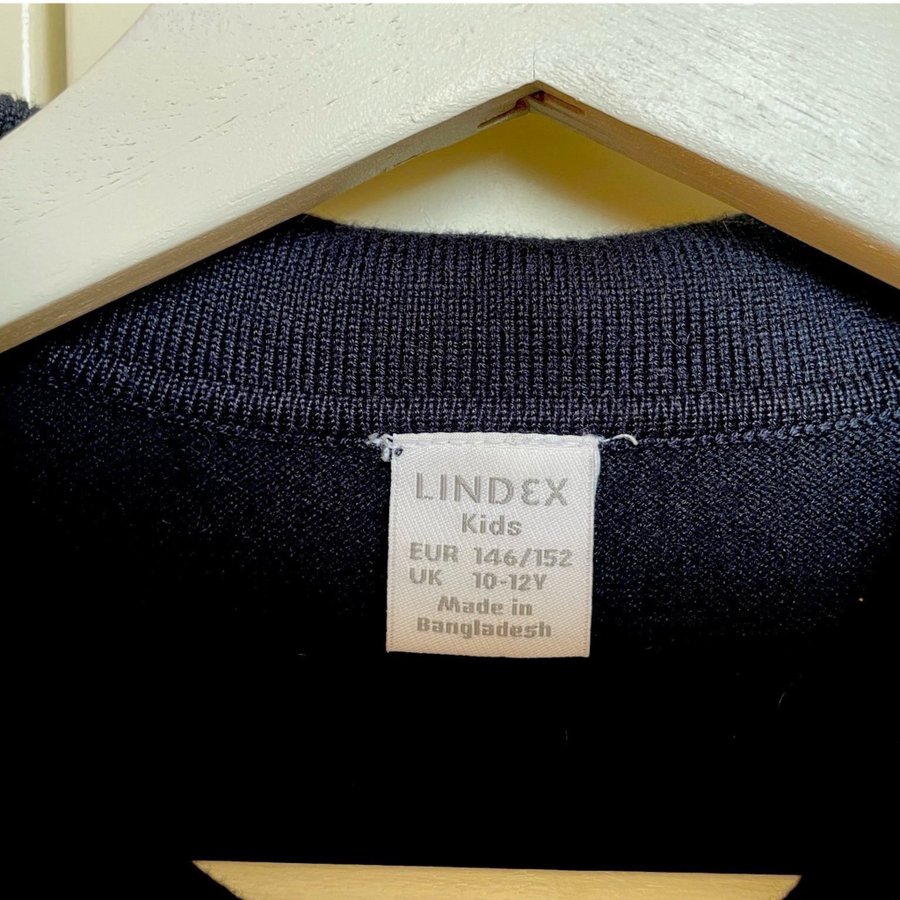 LINDEX
Kids
EUR 146/152
UK 10-12Y
Made in
Bangladesh